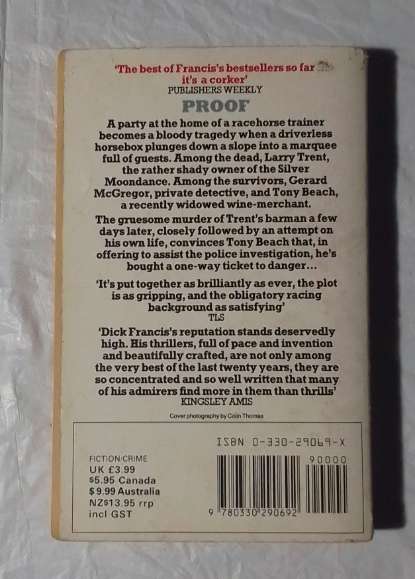 'The best of Francis's bestsellers so far
it's a corker'
PUBLISHERS WEEKLY
PROOF
A party at the home of a racehorse trainer
becomes a bloody tragedy when a driverless
horsebox plunges down a slope into a marquee
full of guests. Among the dead, Larry Trent,
the rather shady owner of the Silver
Moondance. Among the survivors, Gerard
McGregor, private detective, and Tony Beach,
a recently widowed wine-merchant.
The gruesome murder of Trent's barman a few
days later, closely followed by an attempt on
his own life, convinces Tony Beach that, in
offering to assist the police investigation, he's
bought a one-way ticket to danger...
'It's put together as brilliantly as ever, the plot
is as gripping, and the obligatory racing
background as satisfying'
TLS
'Dick Francis's reputation stands deservedly
high. His thrillers, full of pace and invention
and beautifully crafted, are not only among
the very best of the last twenty years, they are
so concentrated and so well written that many
of his admirers find more in them than thrills'
KINGSLEY AMIS
Cover photography by Colin Thomas
ISBN 0-330-29069-X
FICTION/CRIME
UK £3.99
$5.95 Canada
$9.99 Australia
NZ$13.95 rrp
incl GST
90000
9 780330 290692